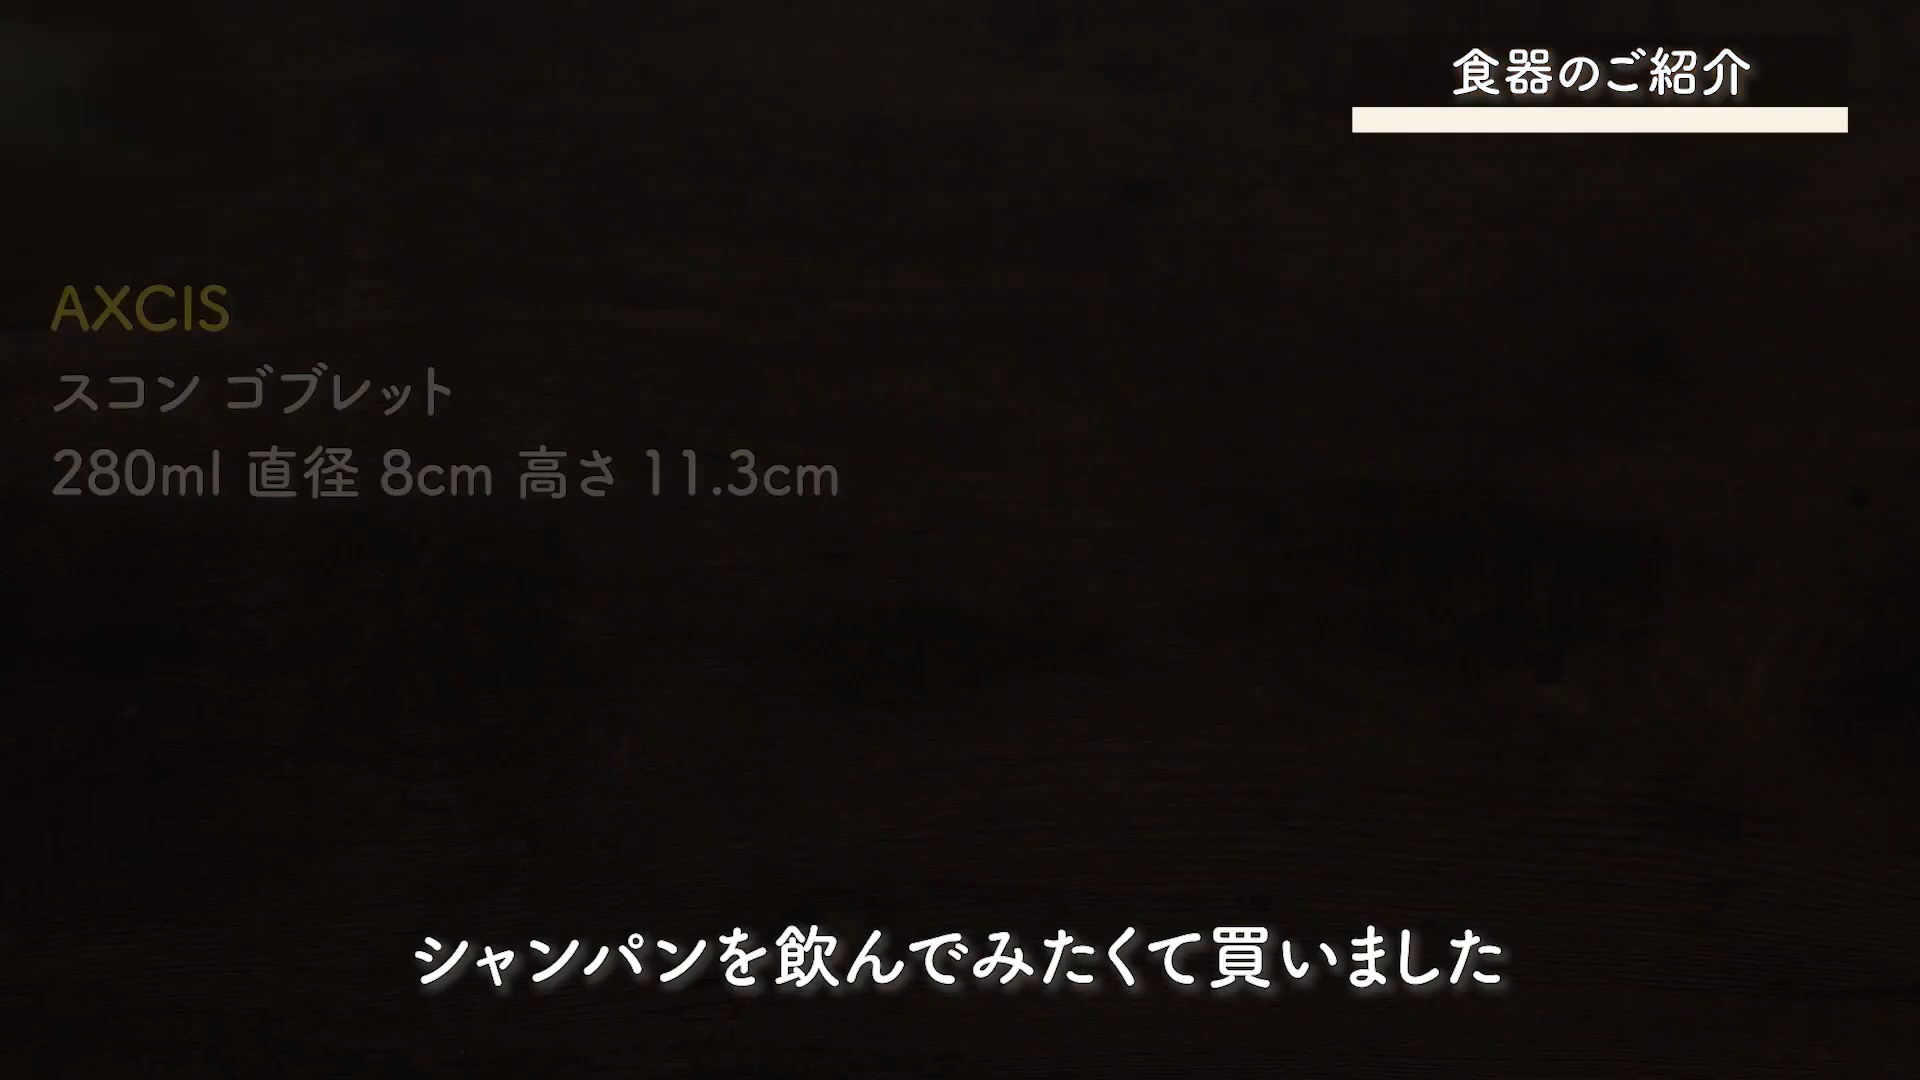 食器のご紹介
AXCIS
スコン ゴブレット
280ml 直径 8cm 高さ 11.3cm
シャンパンを飲んでみたくて買いました